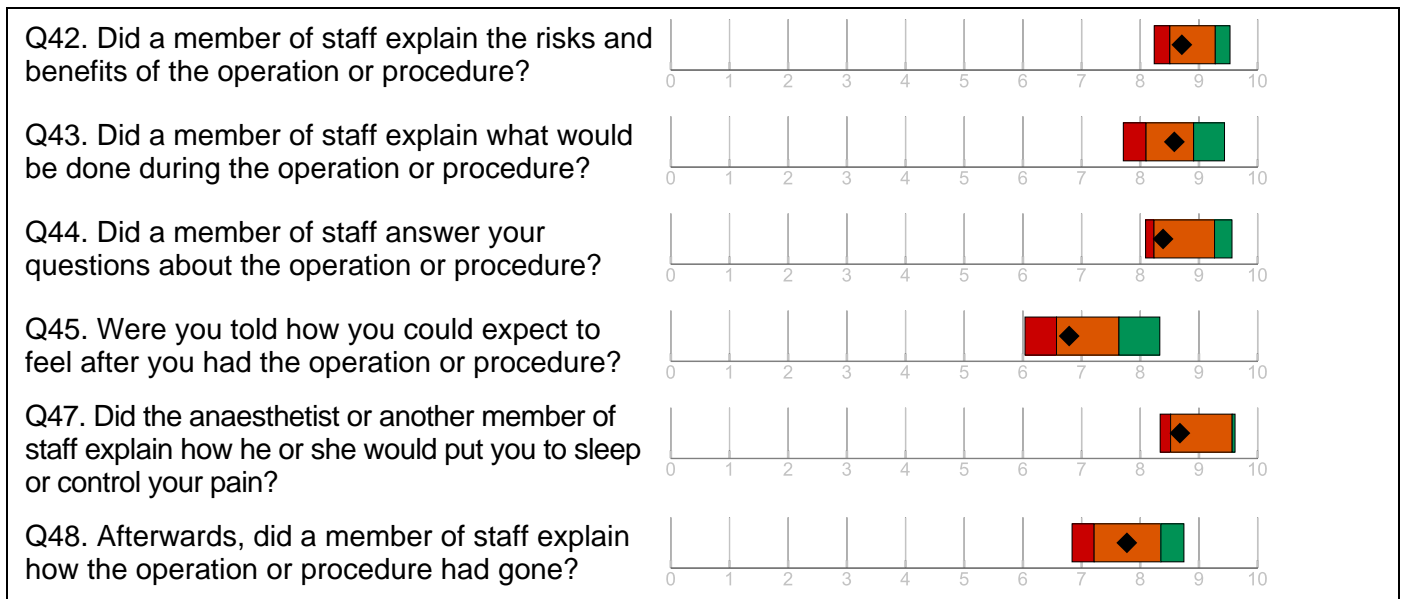 Q42. Did a member of staff explain the risks and
benefits of the operation or procedure?
0 1 2 3 4 5 6 7 8 9 10
Q43. Did a member of staff explain what would
be done during the operation or procedure?
0 1 2 3 4 5 6 7 8 9 10
Q44. Did a member of staff answer your
questions about the operation or procedure?
0 1 2 3 4 5 6 7 8 9 10
Q45. Were you told how you could expect to
feel after you had the operation or procedure?
0 1 2 3 4 5 6 7 8 9 10
Q47. Did the anaesthetist or another member of
staff explain how he or she would put you to sleep
or control your pain?
0 1 2 3 4 5 6 7 8 9 10
Q48. Afterwards, did a member of staff explain
how the operation or procedure had gone?
0 1 2 3 4 5 6 7 8 9 10